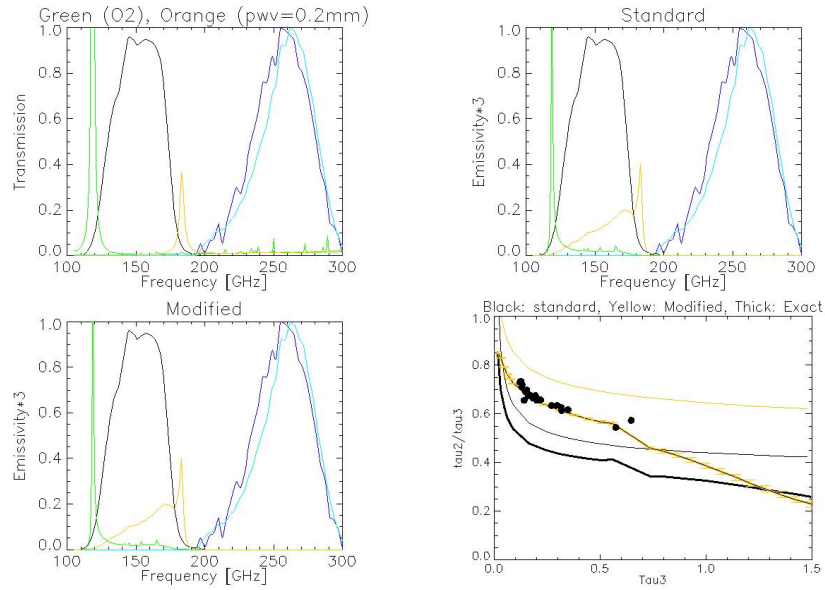 Green (O2), Orange (pwv=0.2mm)
1.0
0.8
0.6
0.4
0.2
0.0
Transmission
100 150 200 250 300
Frequency [GHz]
Standard
1.0
0.8
0.6
0.4
0.2
0.0
Emissivity*3
100 150 200 250 300
Frequency [GHz]
Modified
1.0
0.8
0.6
0.4
0.2
0.0
Emissivity*3
100 150 200 250 300
Frequency [GHz]
Black: standard, Yellow: Modified, Thick: Exact
1.0
0.8
0.6
0.4
0.2
0.0
tau2/tau3
0.0 0.5 1.0 1.5
Tau3